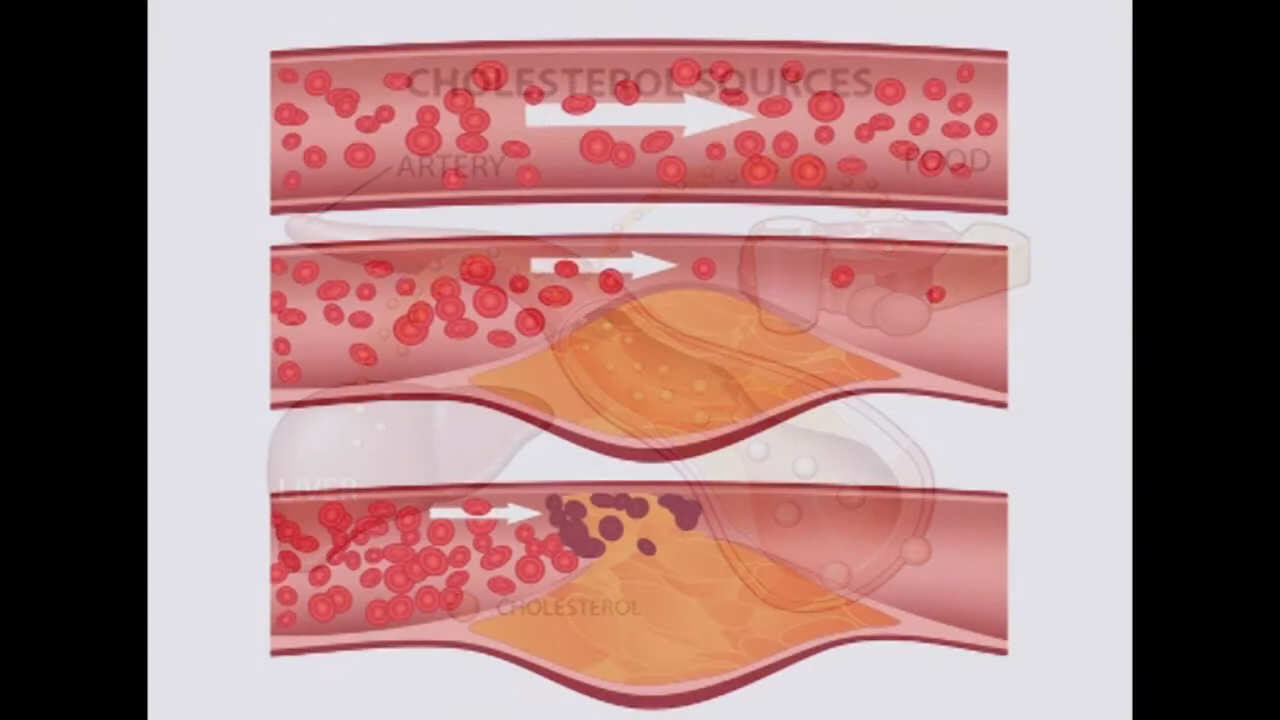 CHOLESTEROL SOURCES
ARTERY
FOOD
LIVER
CHOLESTEROL